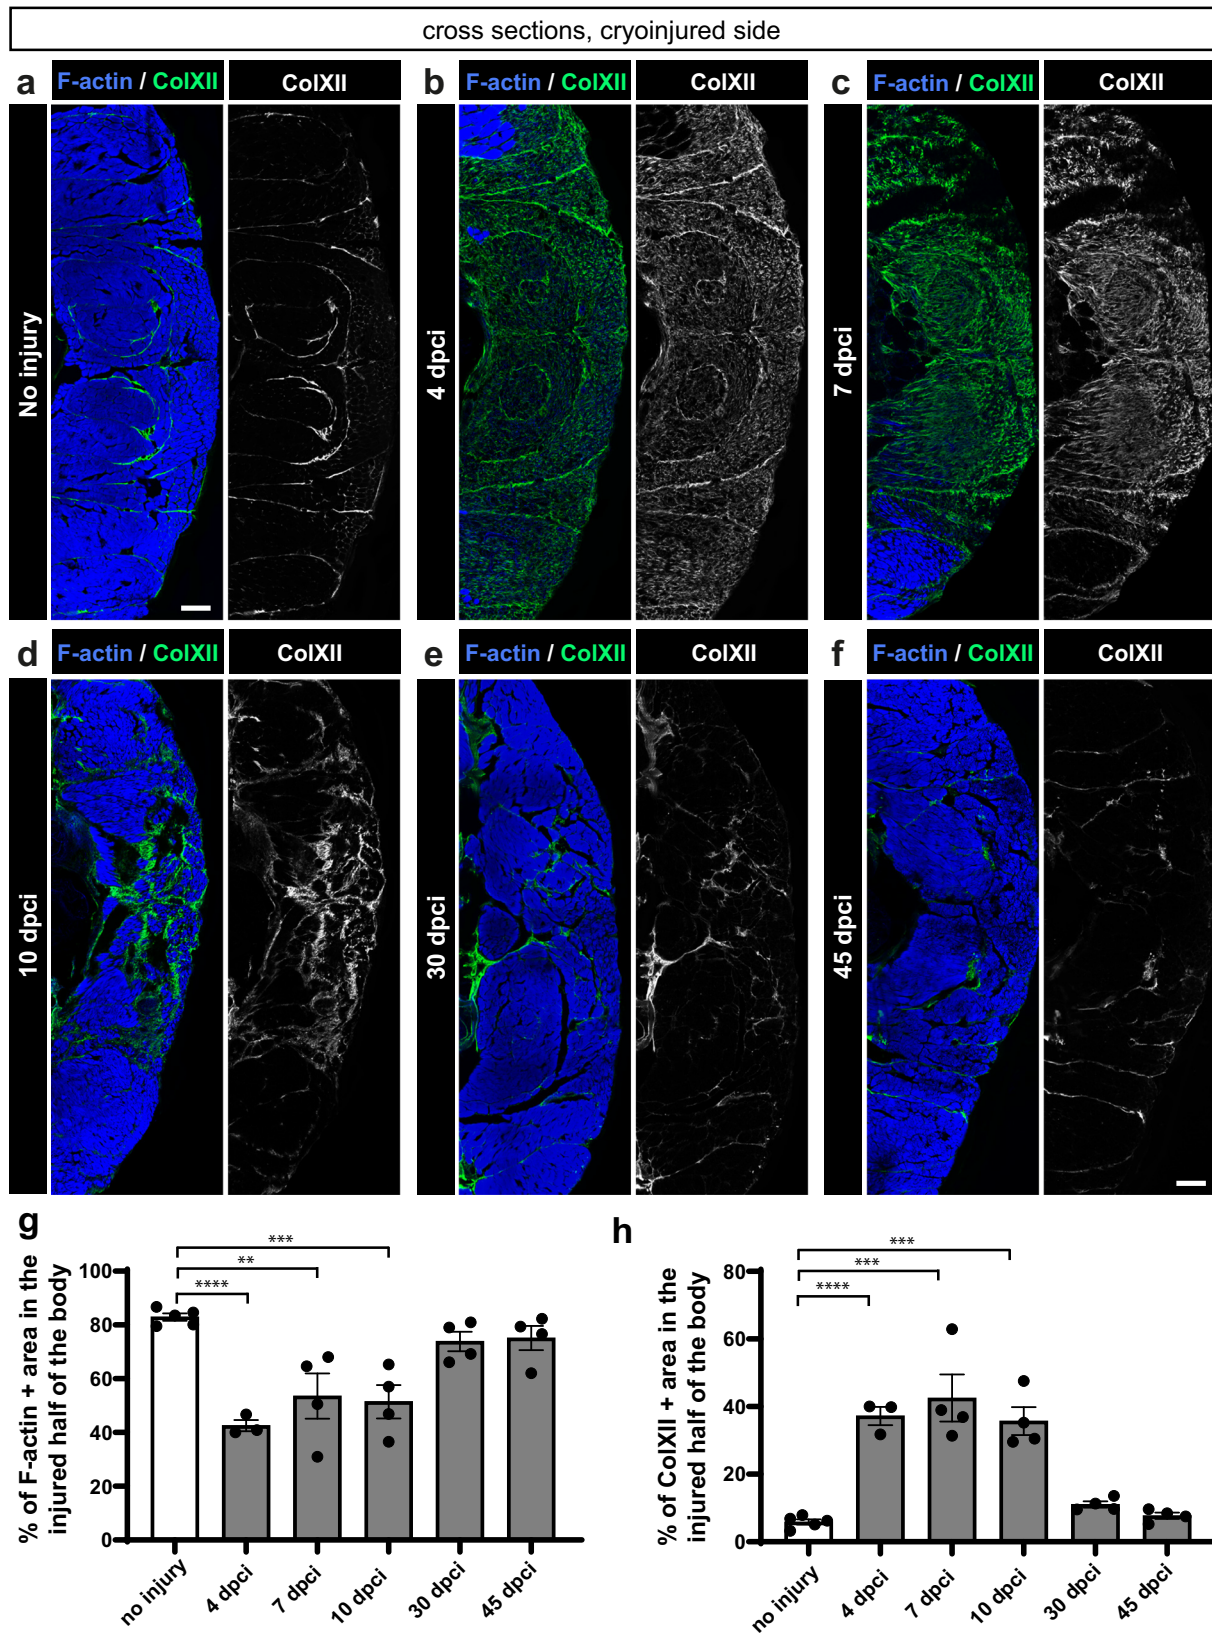 cross sections, cryoinjured side
a F-actin / ColXII ColXII b F-actin / ColXII ColXII c F-actin / ColXII ColXII
No injury
4 dpci
7 dpci
d F-actin / ColXII ColXII e F-actin / ColXII ColXII f F-actin / ColXII ColXII
10 dpci
30 dpci
45 dpci
g
% of F-actin + area in the
injured half of the body
100
80
60
40
20
0
***
**
****
no injury
4 dpci
7 dpci
10 dpci
30 dpci
45 dpci
h
% of ColXII + area in the
injured half of the body
80
60
40
20
0
***
***
****
no injury
4 dpci
7 dpci
10 dpci
30 dpci
45 dpci